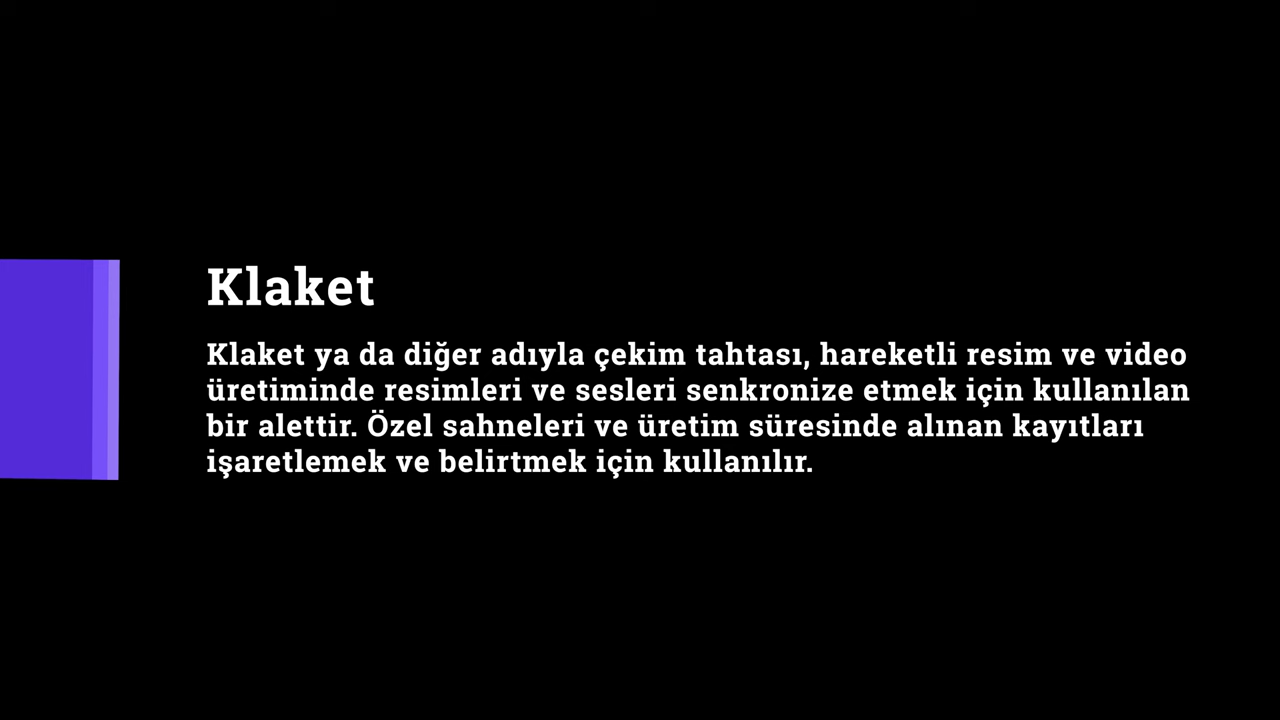 Klaket
Klaket ya da diğer adıyla çekim tahtası, hareketli resim ve video
üretiminde resimleri ve sesleri senkronize etmek için kullanılan
bir alettir. Özel sahneleri ve üretim süresinde alınan kayıtları
işaretlemek ve belirtmek için kullanılır.